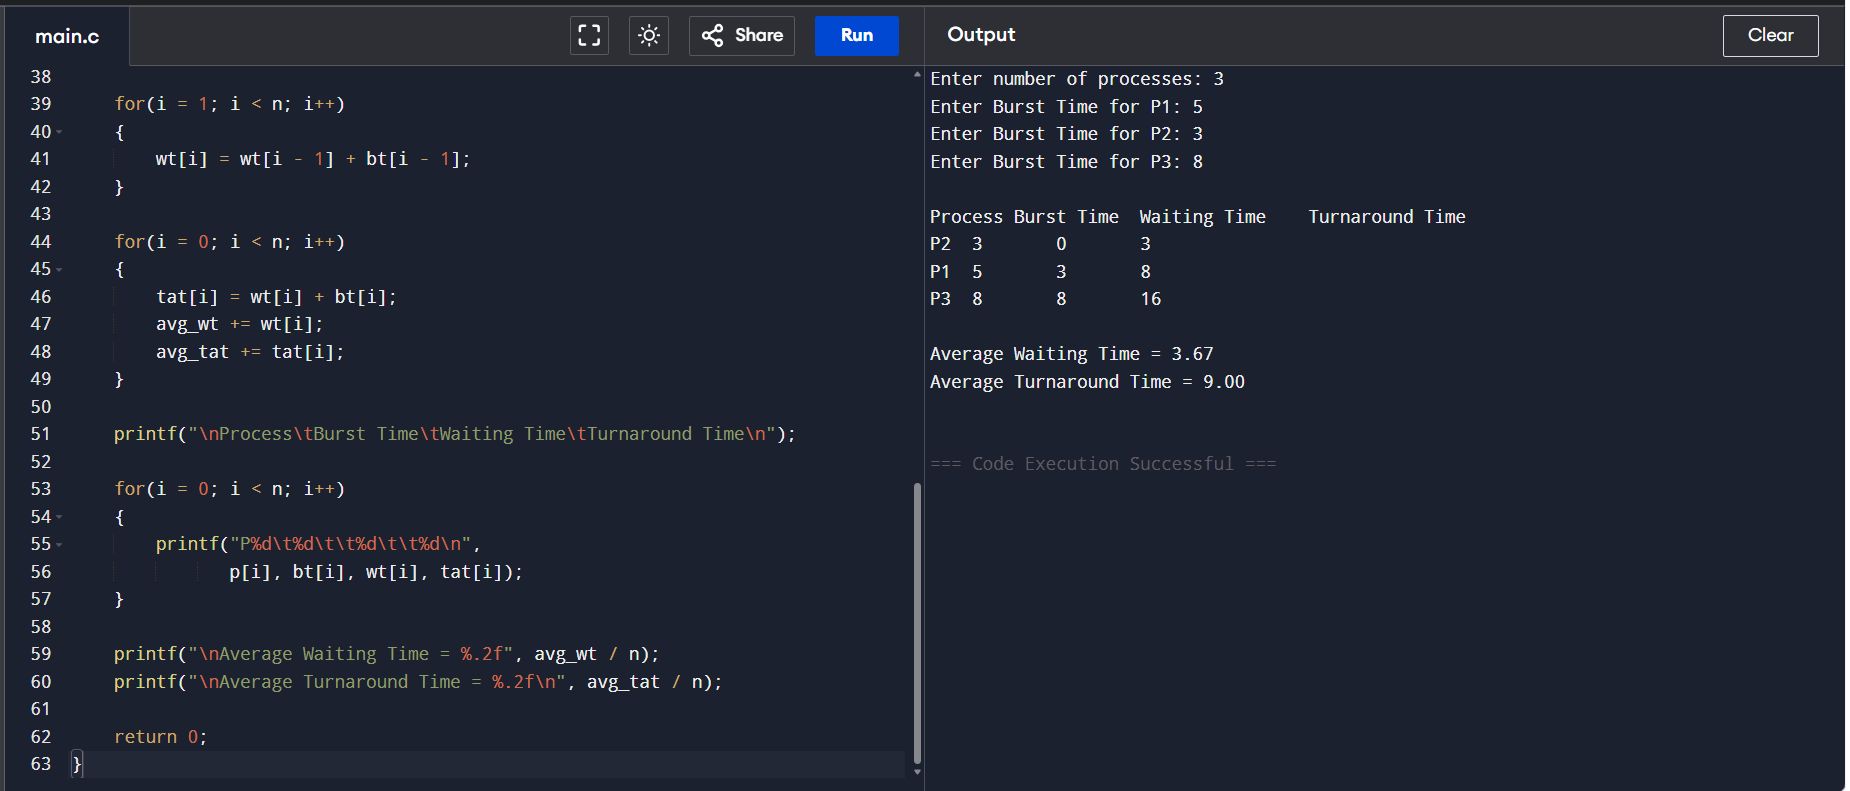 main.c
Share
Run
38
39 for(i = 1; i < n; i++)
40 {
41 wt[i] = wt[i - 1] + bt[i - 1];
42 }
43
44 for(i = 0; i < n; i++)
45 {
46 tat[i] = wt[i] + bt[i];
47 avg_wt += wt[i];
48 avg_tat += tat[i];
49 }
50
51 printf("\nProcess\tBurst Time\tWaiting Time\tTurnaround Time\n");
52
53 for(i = 0; i < n; i++)
54 {
55 printf("P%d\t%d\t\t%d\t\t%d\n",
56 p[i], bt[i], wt[i], tat[i]);
57 }
58
59 printf("\nAverage Waiting Time = %.2f", avg_wt / n);
60 printf("\nAverage Turnaround Time = %.2f\n", avg_tat / n);
61
62 return 0;
63 }
Output
Clear
Enter number of processes: 3
Enter Burst Time for P1: 5
Enter Burst Time for P2: 3
Enter Burst Time for P3: 8
Process Burst Time Waiting Time Turnaround Time
P2 3 0 3
P1 5 3 8
P3 8 8 16
Average Waiting Time = 3.67
Average Turnaround Time = 9.00
=== Code Execution Successful ===